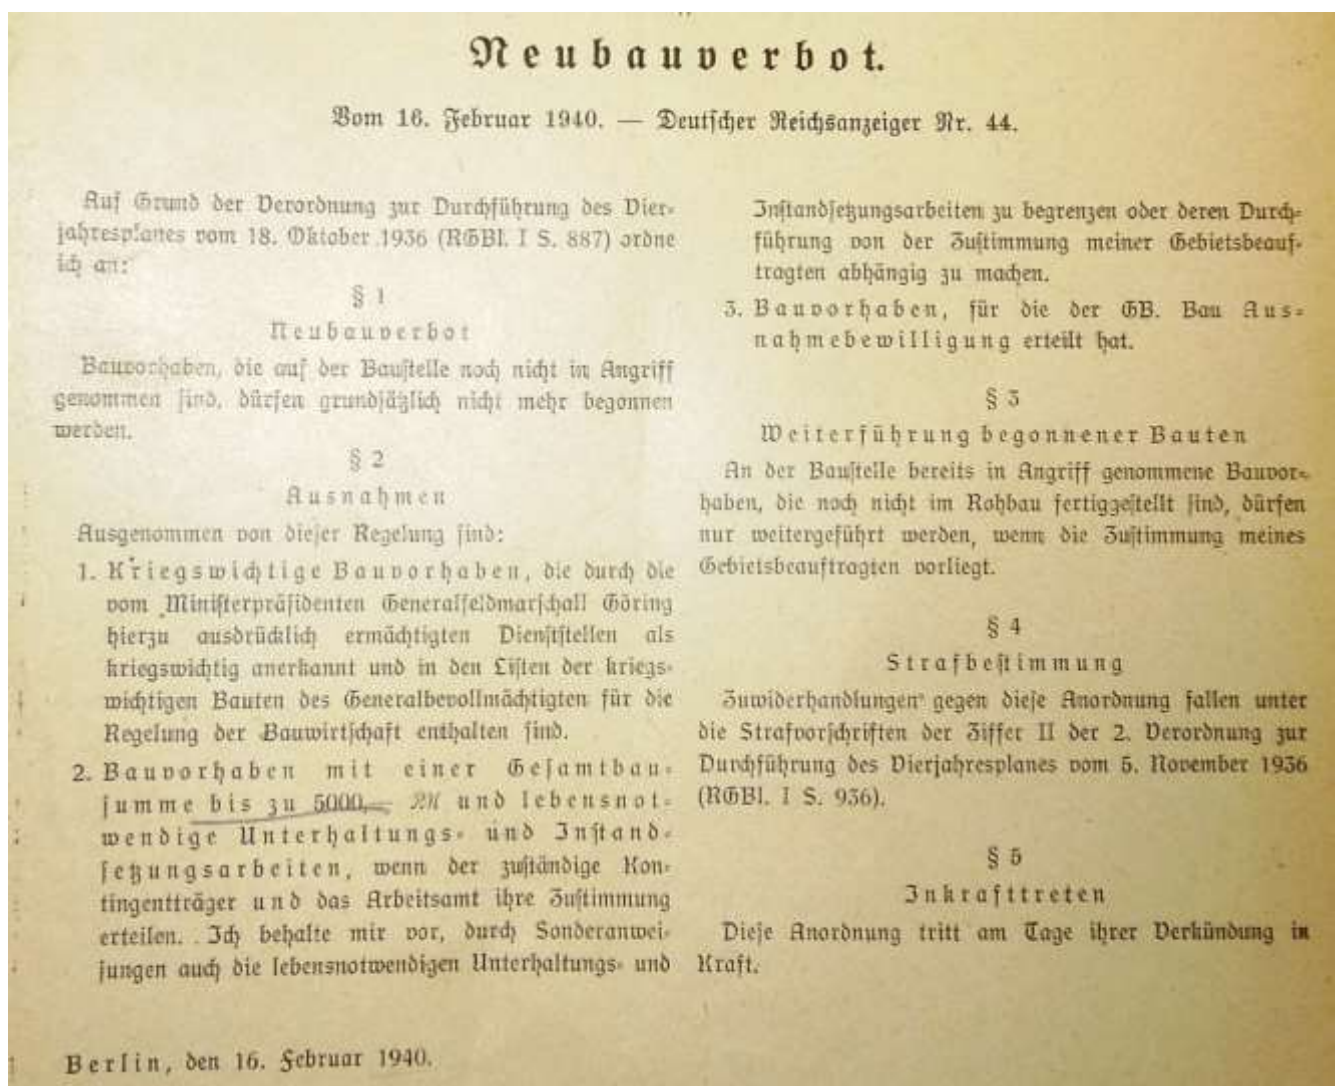 Neubauverbot.
Vom 16. Februar 1940. — Deutscher Reichsanzeiger Nr. 44.
Auf Grund der Verordnung zur Durchführung des Vier-
jahresplanes vom 18. Oktober 1936 (RGBl. I S. 887) ordne
ich an:
§ 1
Neubauverbot
Bauvorhaben, die auf der Baustelle noch nicht in Angriff
genommen sind, dürfen grundsätzlich nicht mehr begonnen
werden.
§ 2
Ausnahmen
Ausgenommen von dieser Regelung sind:
1. Kriegswichtige Bauvorhaben, die durch die
vom Ministerpräsidenten Generalfeldmarschall Göring
hierzu ausdrücklich ermächtigten Dienststellen als
kriegswichtig anerkannt und in den Listen der kriegs-
wichtigen Bauten des Generalbevollmächtigten für die
Regelung der Bauwirtschaft enthalten sind.
2. Bauvorhaben mit einer Gesamtbau-
summe bis zu 5000,— RM und lebensnot-
wendige Unterhaltungs- und Instand-
setzungsarbeiten, wenn der zuständige Kon-
tingentträger und das Arbeitsamt ihre Zustimmung
erteilen. Ich behalte mir vor, durch Sonderanwei-
sungen auch die lebensnotwendigen Unterhaltungs- und
Instandsetzungsarbeiten zu begrenzen oder deren Durch-
führung von der Zustimmung meiner Gebietsbeauf-
tragten abhängig zu machen.
3. Bauvorhaben, für die der GB. Bau Aus-
nahmebewilligung erteilt hat.
§ 3
Weiterführung begonnener Bauten
An der Baustelle bereits in Angriff genommene Bauvor-
haben, die noch nicht im Rohbau fertiggestellt sind, dürfen
nur weitergeführt werden, wenn die Zustimmung meines
Gebietsbeauftragten vorliegt.
§ 4
Strafbestimmung
Zuwiderhandlungen gegen diese Anordnung fallen unter
die Strafvorschriften der Ziffer II der 2. Verordnung zur
Durchführung des Vierjahresplanes vom 5. November 1936
(RGBl. I S. 936).
§ 5
Inkrafttreten
Diese Anordnung tritt am Tage ihrer Verkündung in
Kraft.
Berlin, den 16. Februar 1940.